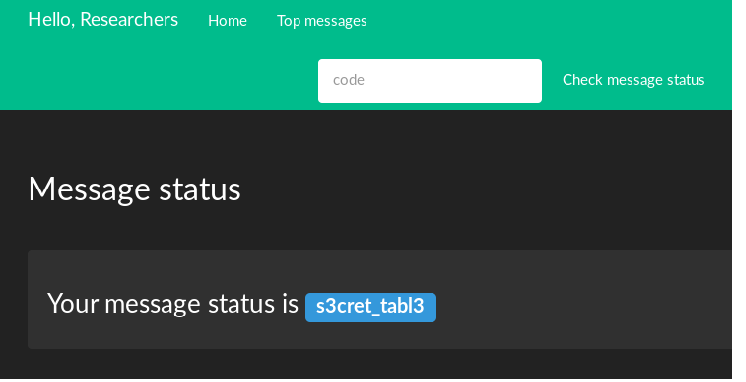 Hello, Researchers Home Top messages
code Check message status
Message status
Your message status is s3cret_tabl3